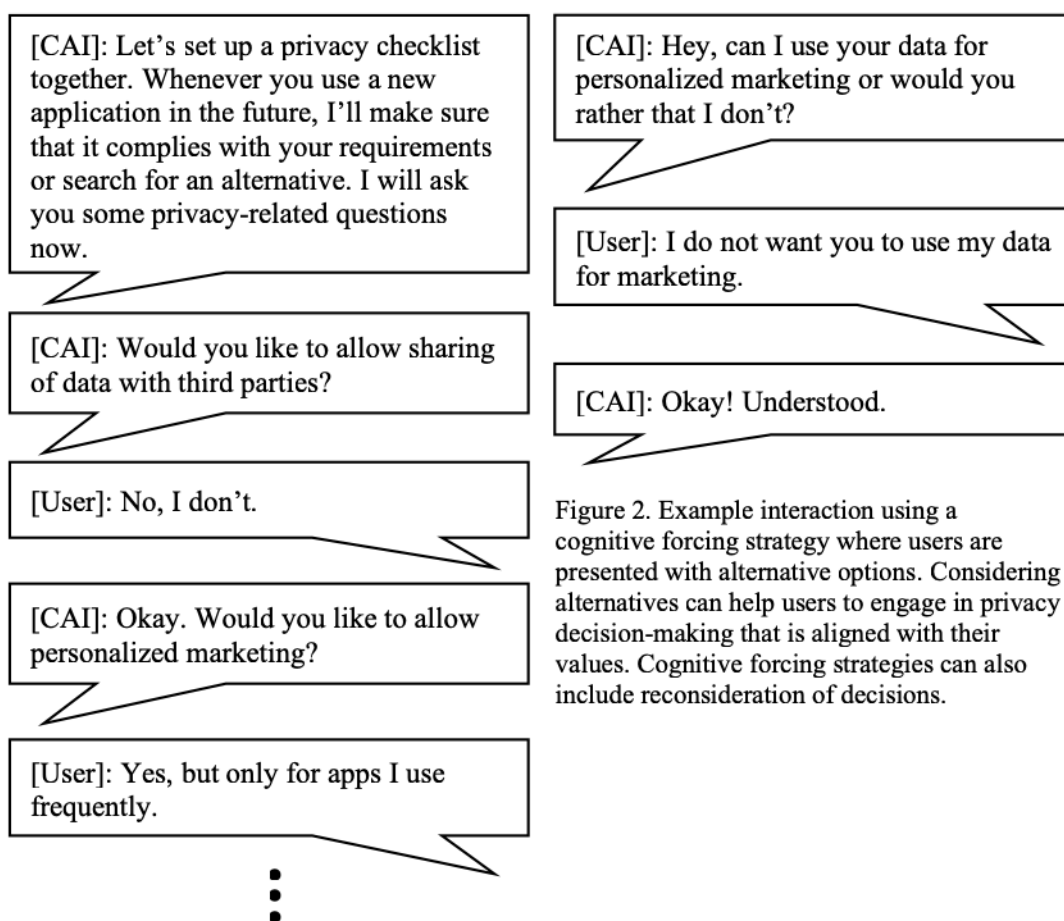 [CAI]: Let’s set up a privacy checklist
together. Whenever you use a new
application in the future, I’ll make sure
that it complies with your requirements
or search for an alternative. I will ask
you some privacy-related questions
now.
[CAI]: Would you like to allow sharing
of data with third parties?
[User]: No, I don’t.
[CAI]: Okay. Would you like to allow
personalized marketing?
[User]: Yes, but only for apps I use
frequently.
[CAI]: Hey, can I use your data for
personalized marketing or would you
rather that I don’t?
[User]: I do not want you to use my data
for marketing.
[CAI]: Okay! Understood.
Figure 2. Example interaction using a
cognitive forcing strategy where users are
presented with alternative options. Considering
alternatives can help users to engage in privacy
decision-making that is aligned with their
values. Cognitive forcing strategies can also
include reconsideration of decisions.